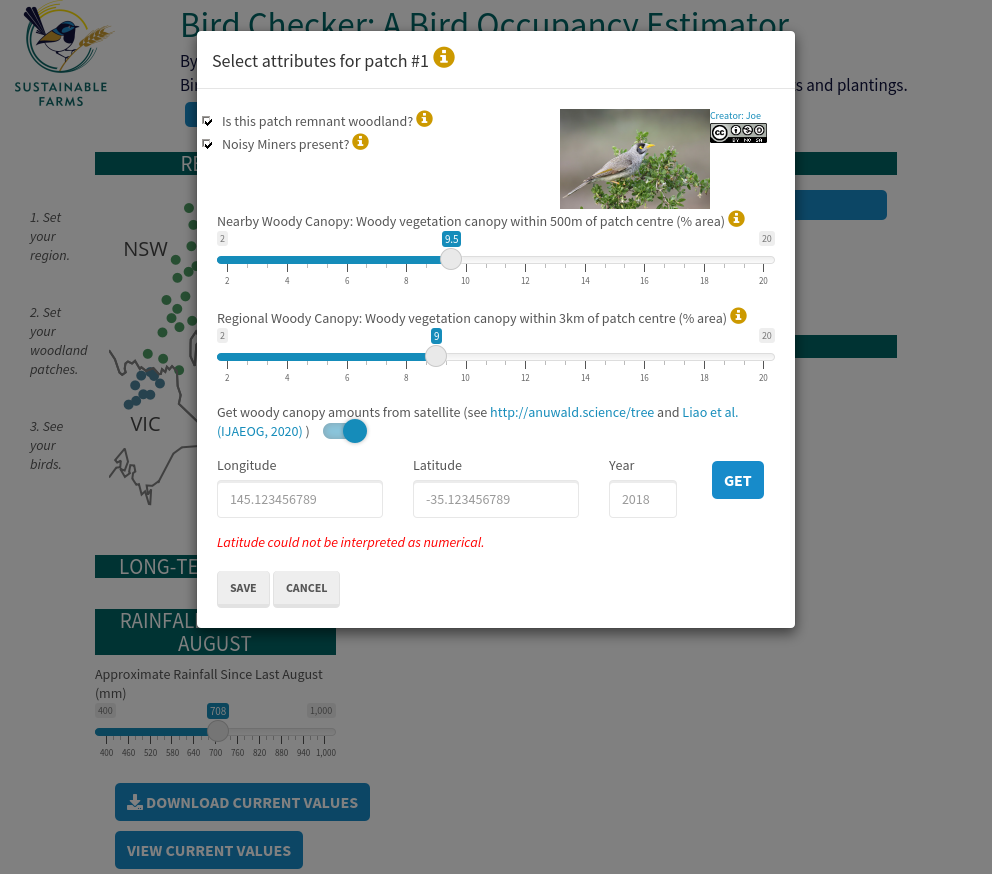 Bird Checker: A Bird Occupancy Estimator
SUSTAINABLE
FARMS
By
Bir
s and plantings.
Select attributes for patch #1
Is this patch remnant woodland?
Noisy Miners present?
Creator: Joe
CC BY NC SA
Nearby Woody Canopy: Woody vegetation canopy within 500m of patch centre (% area)
2 9.5 20
2 4 6 8 10 12 14 16 18 20
Regional Woody Canopy: Woody vegetation canopy within 3km of patch centre (% area)
2 9 20
2 4 6 8 10 12 14 16 18 20
Get woody canopy amounts from satellite (see http://anuwald.science/tree and Liao et al.
(IJAEOG, 2020) )
Longitude Latitude Year
145.123456789 -35.123456789 2018 GET
Latitude could not be interpreted as numerical.
SAVE CANCEL
RE
1. Set
your
region.
NSW
2. Set
your
woodland
patches.
VIC
3. See
your
birds.
LONG-TE
RAINFAL
AUGUST
Approximate Rainfall Since Last August
(mm)
400 708 1,000
400 460 520 580 640 700 760 820 880 940 1,000
DOWNLOAD CURRENT VALUES
VIEW CURRENT VALUES